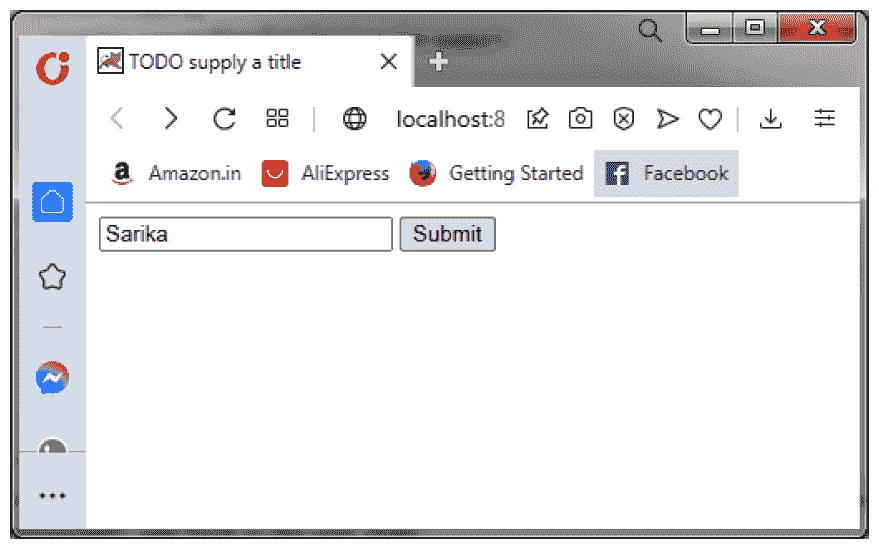 TODO supply a title
localhost:8
Amazon.in AliExpress Getting Started Facebook
Sarika Submit